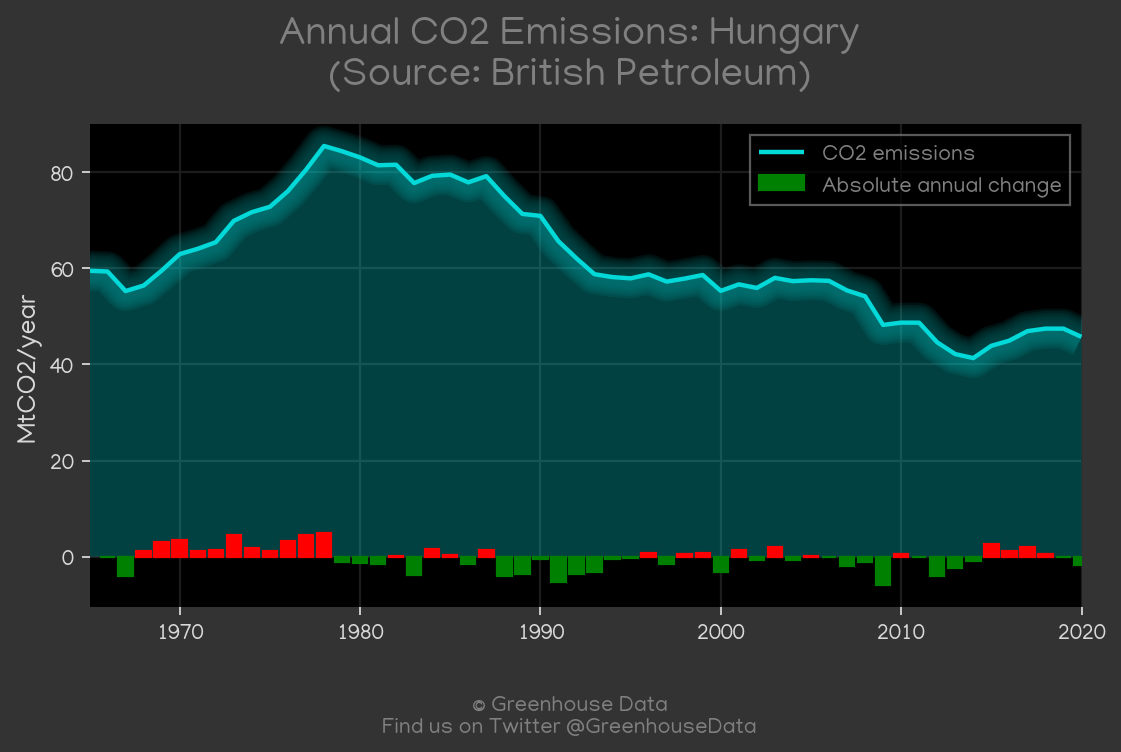 Annual CO2 Emissions: Hungary
(Source: British Petroleum)
CO2 emissions
Absolute annual change
MtCO2/year
80
60
40
20
0
1970
1980
1990
2000
2010
2020
© Greenhouse Data
Find us on Twitter @GreenhouseData